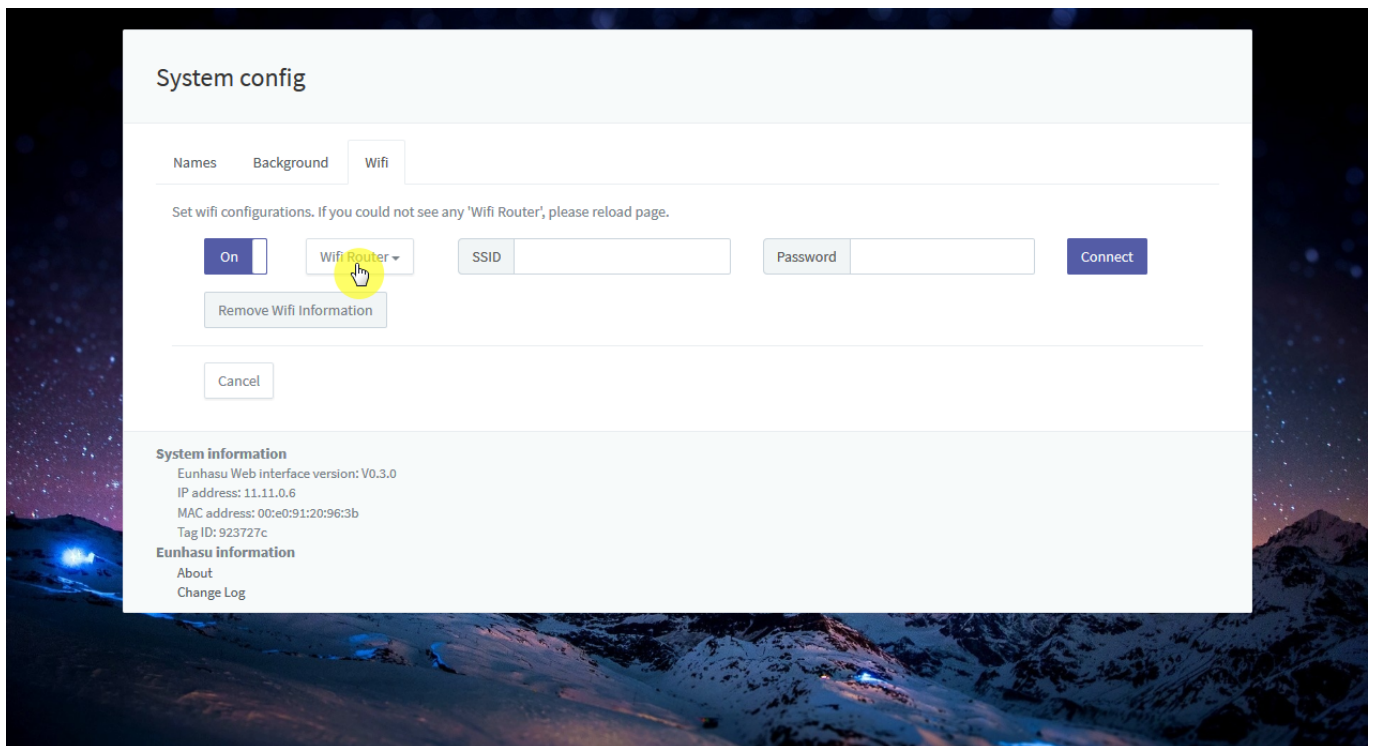 System config
Names Background Wifi
Set wifi configurations. If you could not see any 'Wifi Router', please reload page.
On Wifi Router SSID Password Connect
Remove Wifi Information
Cancel
System information
Eunhasu Web interface version: V0.3.0
IP address: 11.11.0.6
MAC address: 00:e0:91:20:96:3b
Tag ID: 923727c
Eunhasu information
About
Change Log